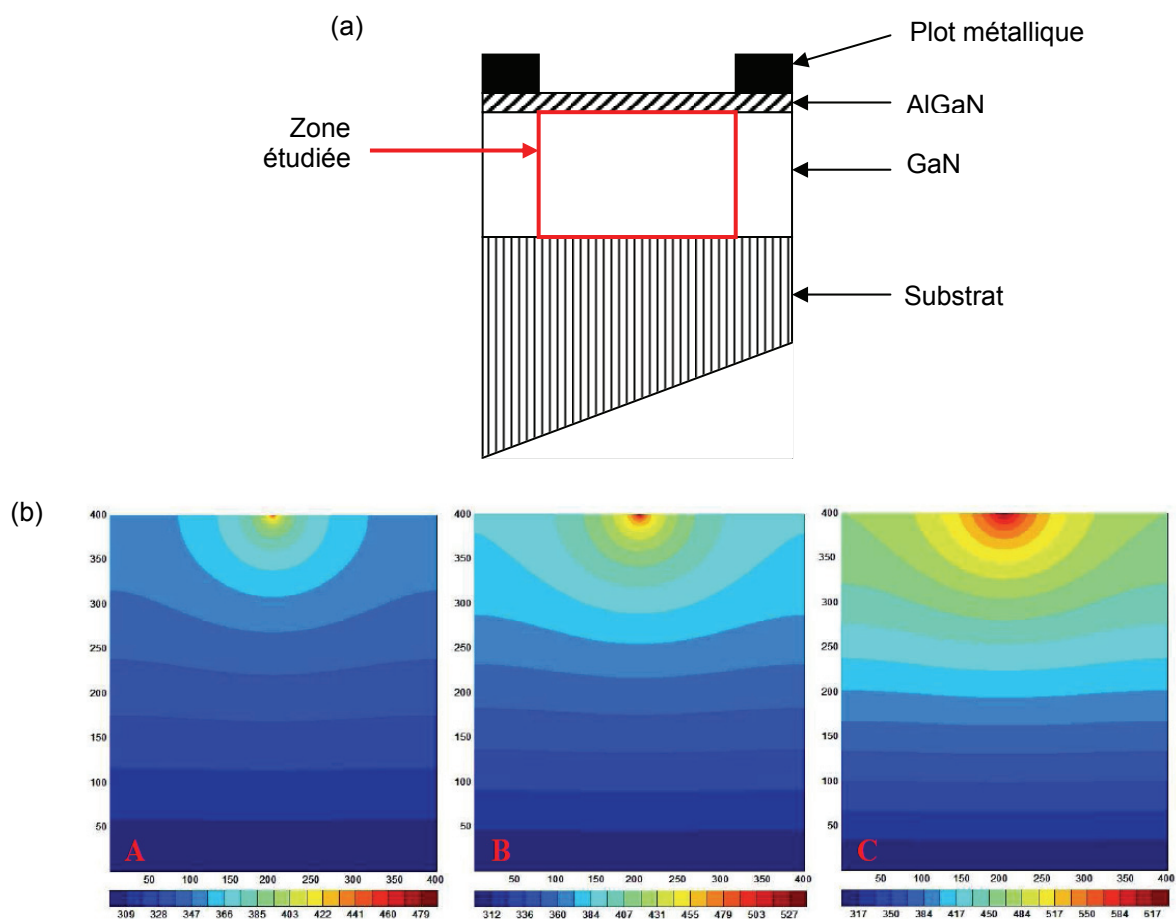 (a)
Plot métallique
AlGaN
Zone
étudiée
GaN
Substrat
(b)
400
350
300
250
200
150
100
50
A
50 100 150 200 250 300 350 400
309 328 347 366 385 403 422 441 460 479
400
350
300
250
200
150
100
50
B
50 100 150 200 250 300 350 400
312 336 360 384 407 431 455 479 503 527
400
350
300
250
200
150
100
50
C
50 100 150 200 250 300 350 400
317 350 384 417 450 484 517 550 584 617